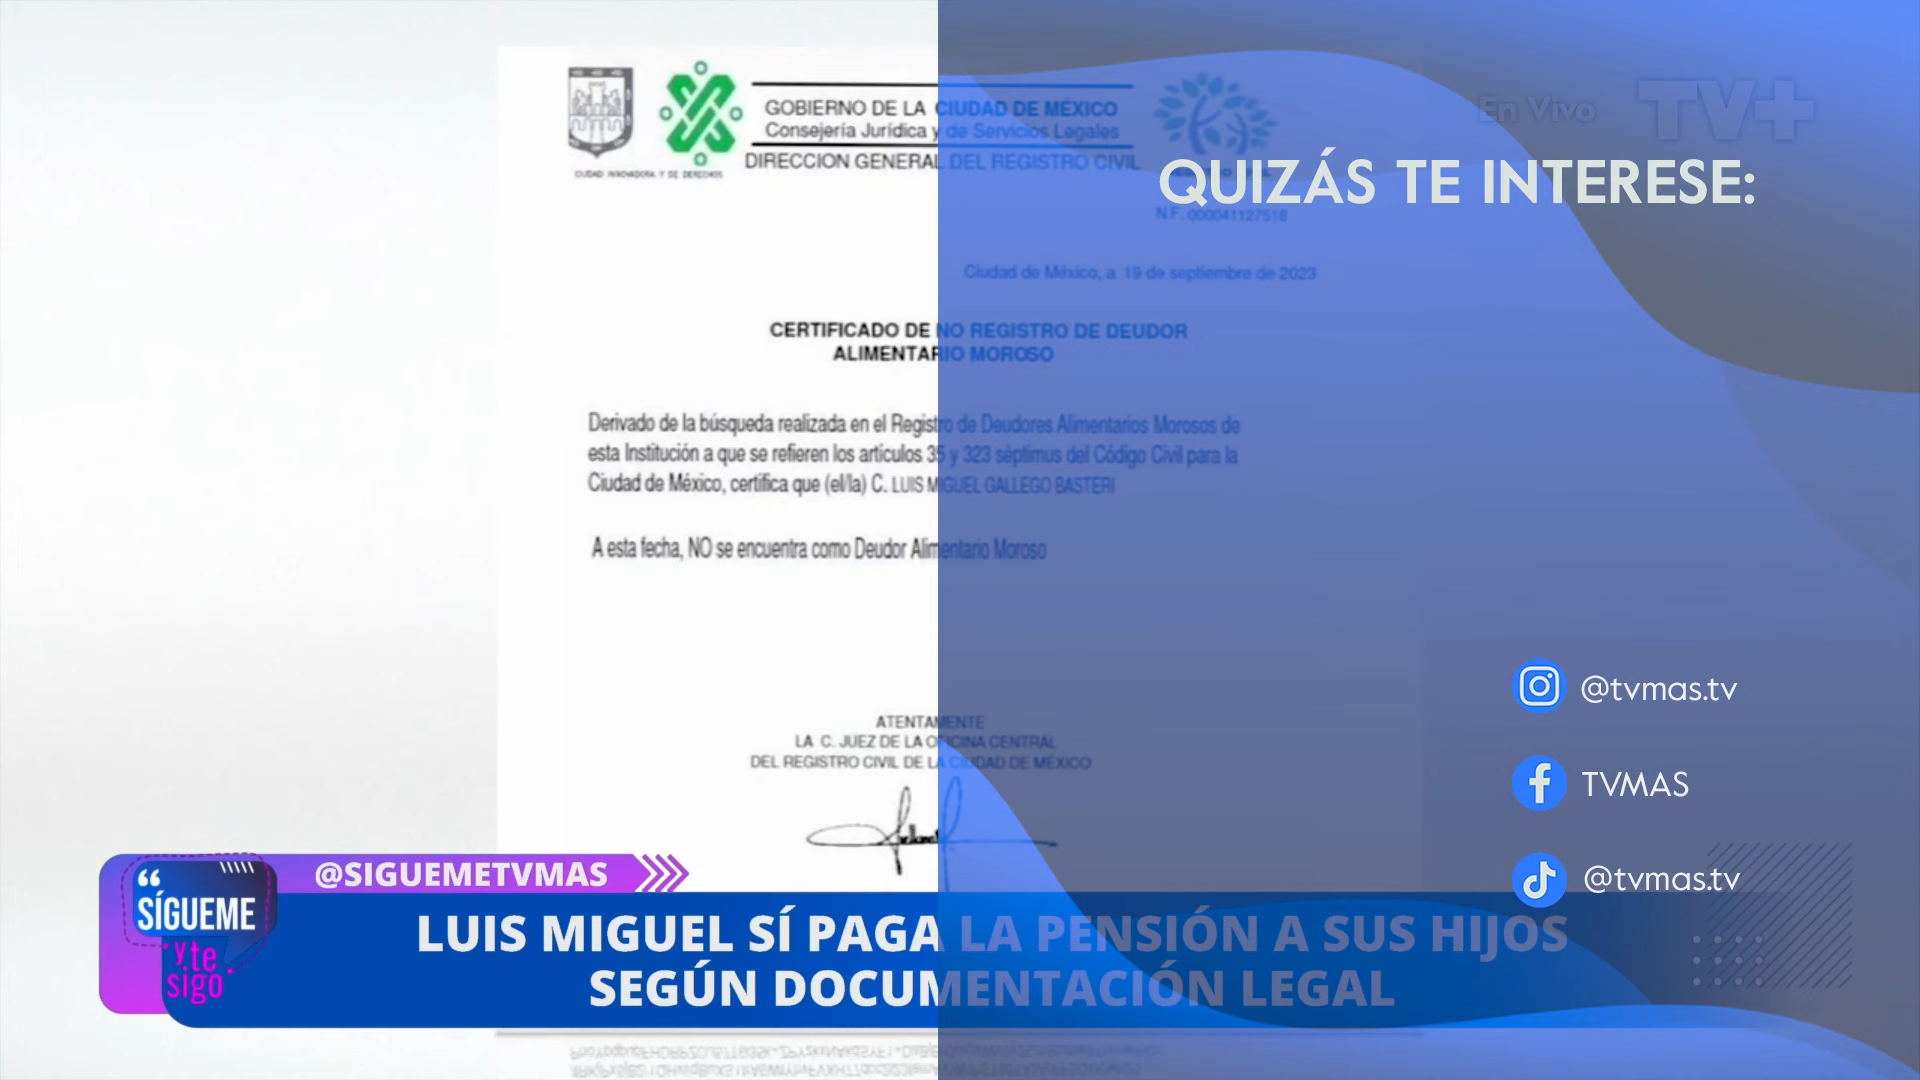 GOBIERNO DE LA CIUDAD DE MÉXICO
Consejería Jurídica y de Servicios Legales
DIRECCION GENERAL DEL REGISTRO CIVIL
CIUDAD INNOVADORA Y DE DERECHOS
En Vivo TV+
QUIZÁS TE INTERESE:
N.F. 000041127518
Ciudad de México, a 19 de septiembre de 2023
CERTIFICADO DE NO REGISTRO DE DEUDOR
ALIMENTARIO MOROSO
Derivado de la búsqueda realizada en el Registro de Deudores Alimentarios Morosos de
esta Institución a que se refieren los artículos 35 y 323 séptimus del Código Civil para la
Ciudad de México, certifica que (el/la) C. LUIS MIGUEL GALLEGO BASTERI
A esta fecha, NO se encuentra como Deudor Alimentario Moroso
ATENTAMENTE
LA C. JUEZ DE LA OFICINA CENTRAL
DEL REGISTRO CIVIL DE LA CIUDAD DE MÉXICO
@tvmas.tv
TVMAS
@tvmas.tv
@SIGUEMETVMAS
SÍGUEME
y te
sigo
LUIS MIGUEL SÍ PAGA LA PENSIÓN A SUS HIJOS
SEGÚN DOCUMENTACIÓN LEGAL